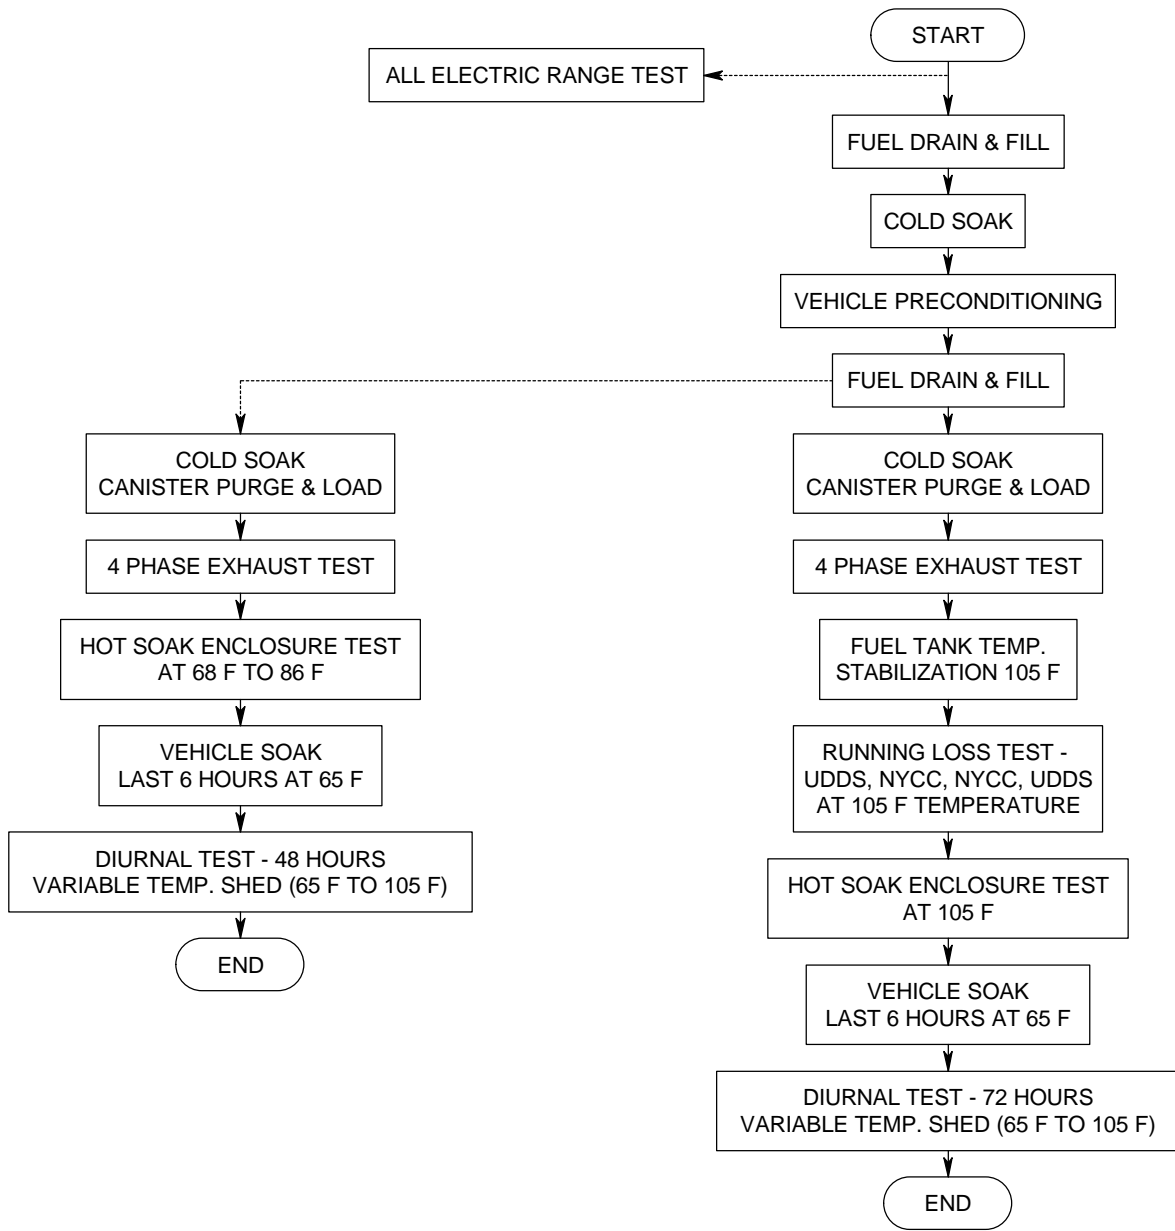 START
ALL ELECTRIC RANGE TEST
FUEL DRAIN & FILL
COLD SOAK
VEHICLE PRECONDITIONING
FUEL DRAIN & FILL
COLD SOAK
CANISTER PURGE & LOAD
4 PHASE EXHAUST TEST
HOT SOAK ENCLOSURE TEST
AT 68 F TO 86 F
VEHICLE SOAK
LAST 6 HOURS AT 65 F
DIURNAL TEST - 48 HOURS
VARIABLE TEMP. SHED (65 F TO 105 F)
END
COLD SOAK
CANISTER PURGE & LOAD
4 PHASE EXHAUST TEST
FUEL TANK TEMP.
STABILIZATION 105 F
RUNNING LOSS TEST -
UDDS, NYCC, NYCC, UDDS
AT 105 F TEMPERATURE
HOT SOAK ENCLOSURE TEST
AT 105 F
VEHICLE SOAK
LAST 6 HOURS AT 65 F
DIURNAL TEST - 72 HOURS
VARIABLE TEMP. SHED (65 F TO 105 F)
END